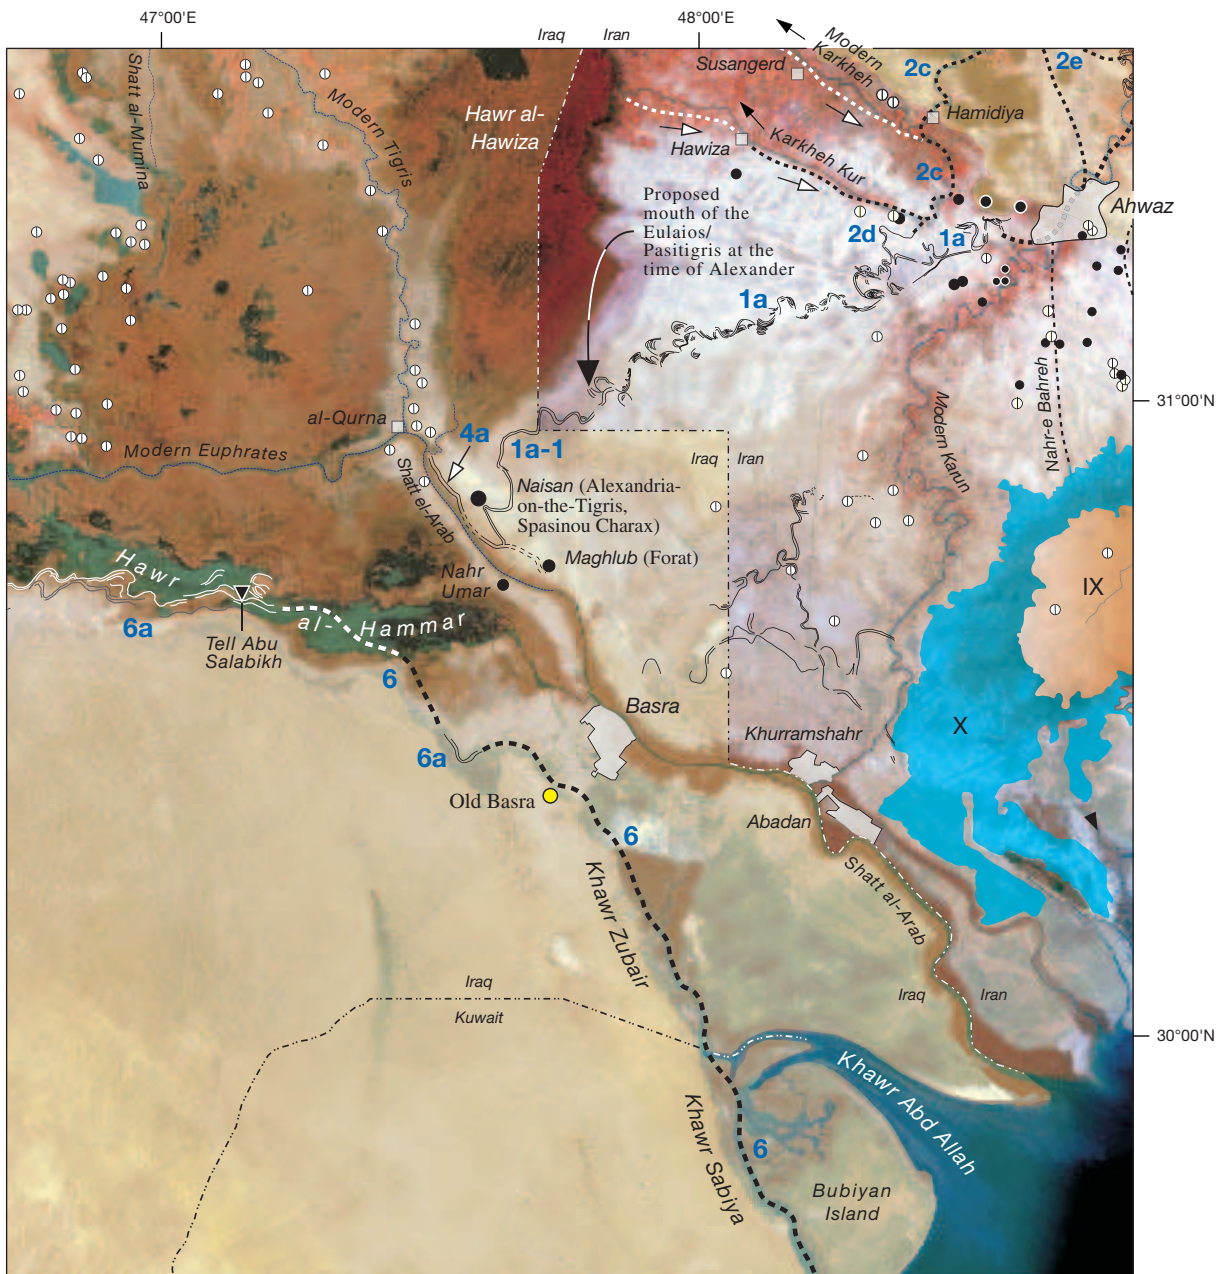 47°00'E
48°00'E
Iraq
Iran
Shatt al-Mumina
Modern Tigris
Hawr al-
Hawiza
Susangerd
Modern
Karkheh
2c
2e
Hamidiya
Hawiza
Karkheh Kur
2c
Ahwaz
Proposed
mouth of the
Eulaios/
Pasitigris at the
time of Alexander
2d
1a
1a
31°00'N
al-Qurna
4a
1a-1
Modern Euphrates
Shatt el-Arab
Iraq
Iran
Modern Karun
Nahr-e Bahreh
Naisan (Alexandria-
on-the-Tigris,
Spasinou Charax)
Maghlub (Forat)
Nahr
Umar
Hawr
al- Hammar
6a
Tell Abu
Salabikh
6
IX
X
Basra
Khurramshahr
6a
Old Basra
Abadan
6
Shatt al-Arab
Khawr Zubair
Iraq
Kuwait
Iraq
Iran
30°00'N
Khawr Abd Allah
Khawr Sabiya
6
Bubiyan
Island